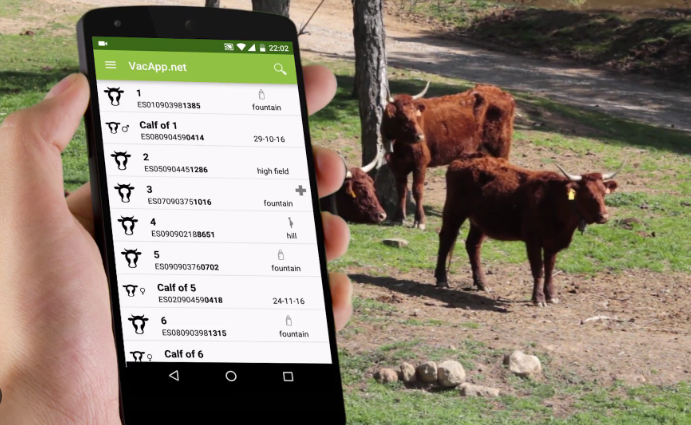 22:02
VacApp.net
1
ES010903981385
fountain
Calf of 1
ES080904590414
29-10-16
2
ES050904451286
high field
3
ES070903751016
fountain
4
ES090902188651
hill
5
ES090903760702
fountain
Calf of 5
ES020904590418
24-11-16
6
ES080903981315
fountain
Calf of 6